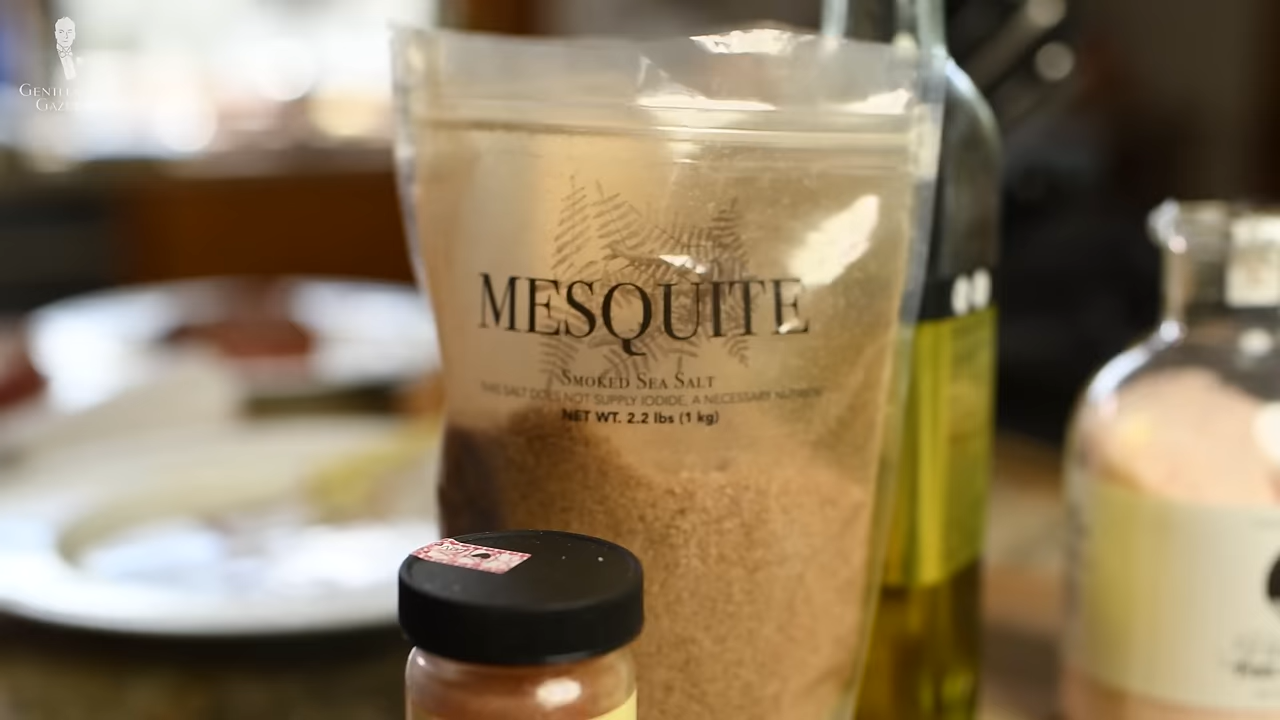 MESQUITE
SMOKED SEA SALT
THIS SALT DOES NOT SUPPLY IODIDE, A NECESSARY NUTRIENT
NET WT. 2.2 lbs (1 kg)